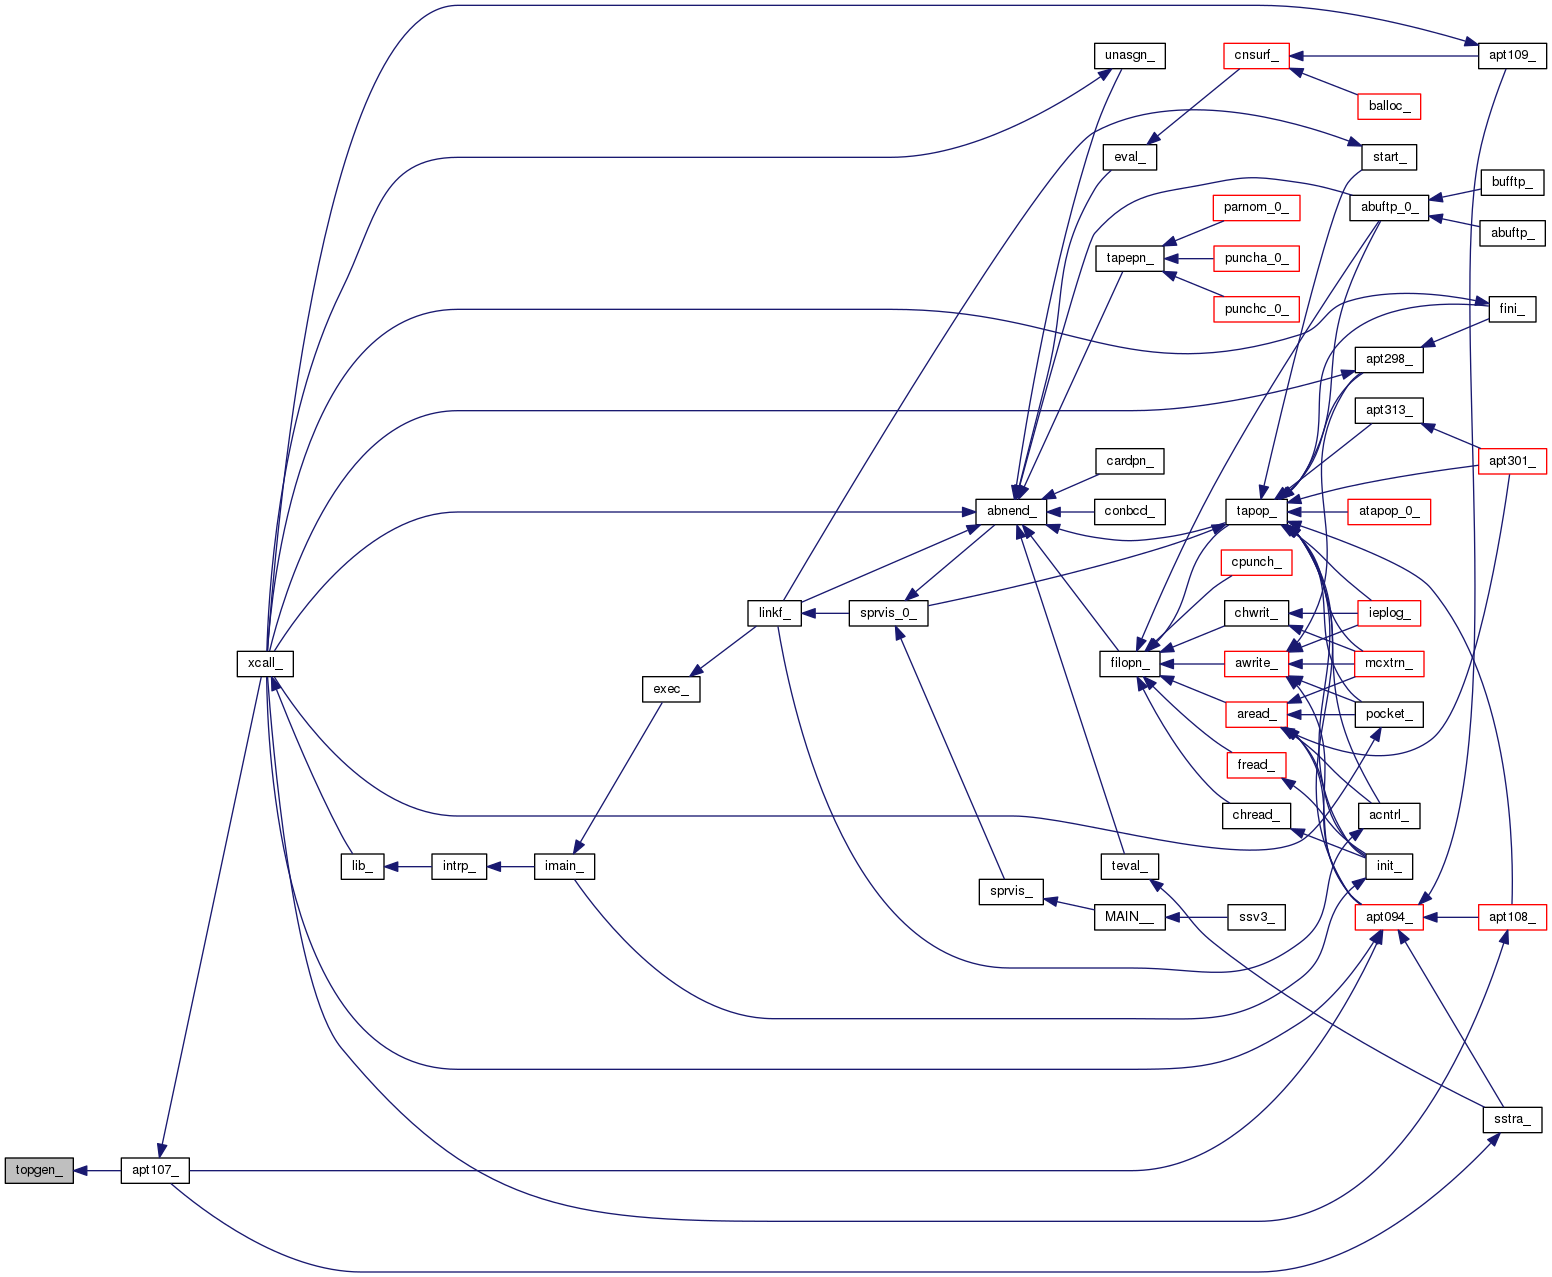 unasgn_
cnsurf_
apt109_
balloc_
eval_
start_
bufftp_
parnom_0_
abuftp_0_
abuftp_
tapepn_
puncha_0_
punchc_0_
fini_
apt298_
apt313_
cardpn_
apt301_
abnend_
conbcd_
tapop_
atapop_0_
cpunch_
linkf_
sprvis_0_
chwrit_
ieplog_
xcall_
filopn_
awrite_
mcxtrn_
exec_
aread_
pocket_
fread_
chread_
acntrl_
lib_
intrp_
imain_
teval_
init_
sprvis_
MAIN__
ssv3_
apt094_
apt108_
sstra_
topgen_
apt107_